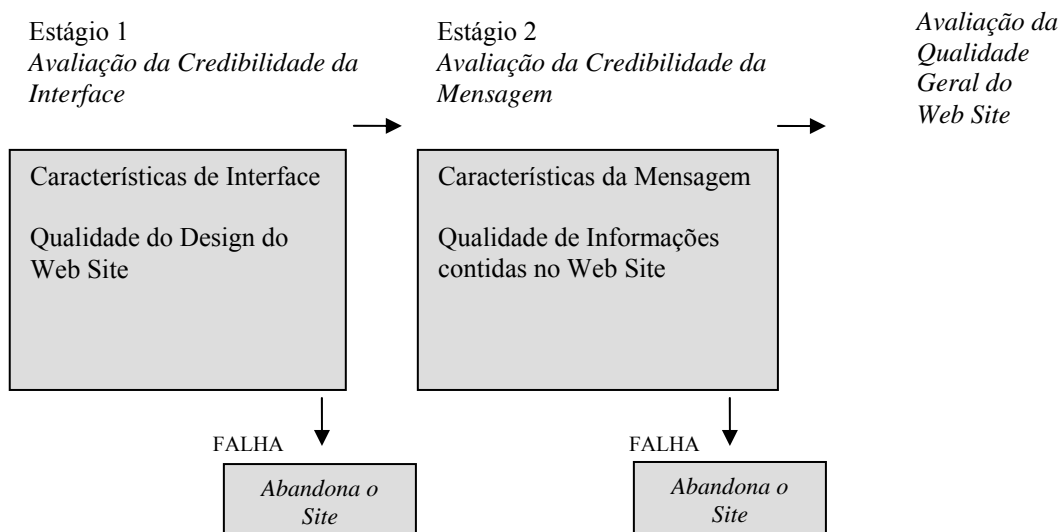 Estágio 1
Avaliação da Credibilidade da
Interface
Estágio 2
Avaliação da Credibilidade da
Mensagem
Avaliação da
Qualidade
Geral do
Web Site
Características de Interface
Qualidade do Design do
Web Site
Características da Mensagem
Qualidade de Informações
contidas no Web Site
FALHA
Abandona o
Site
FALHA
Abandona o
Site